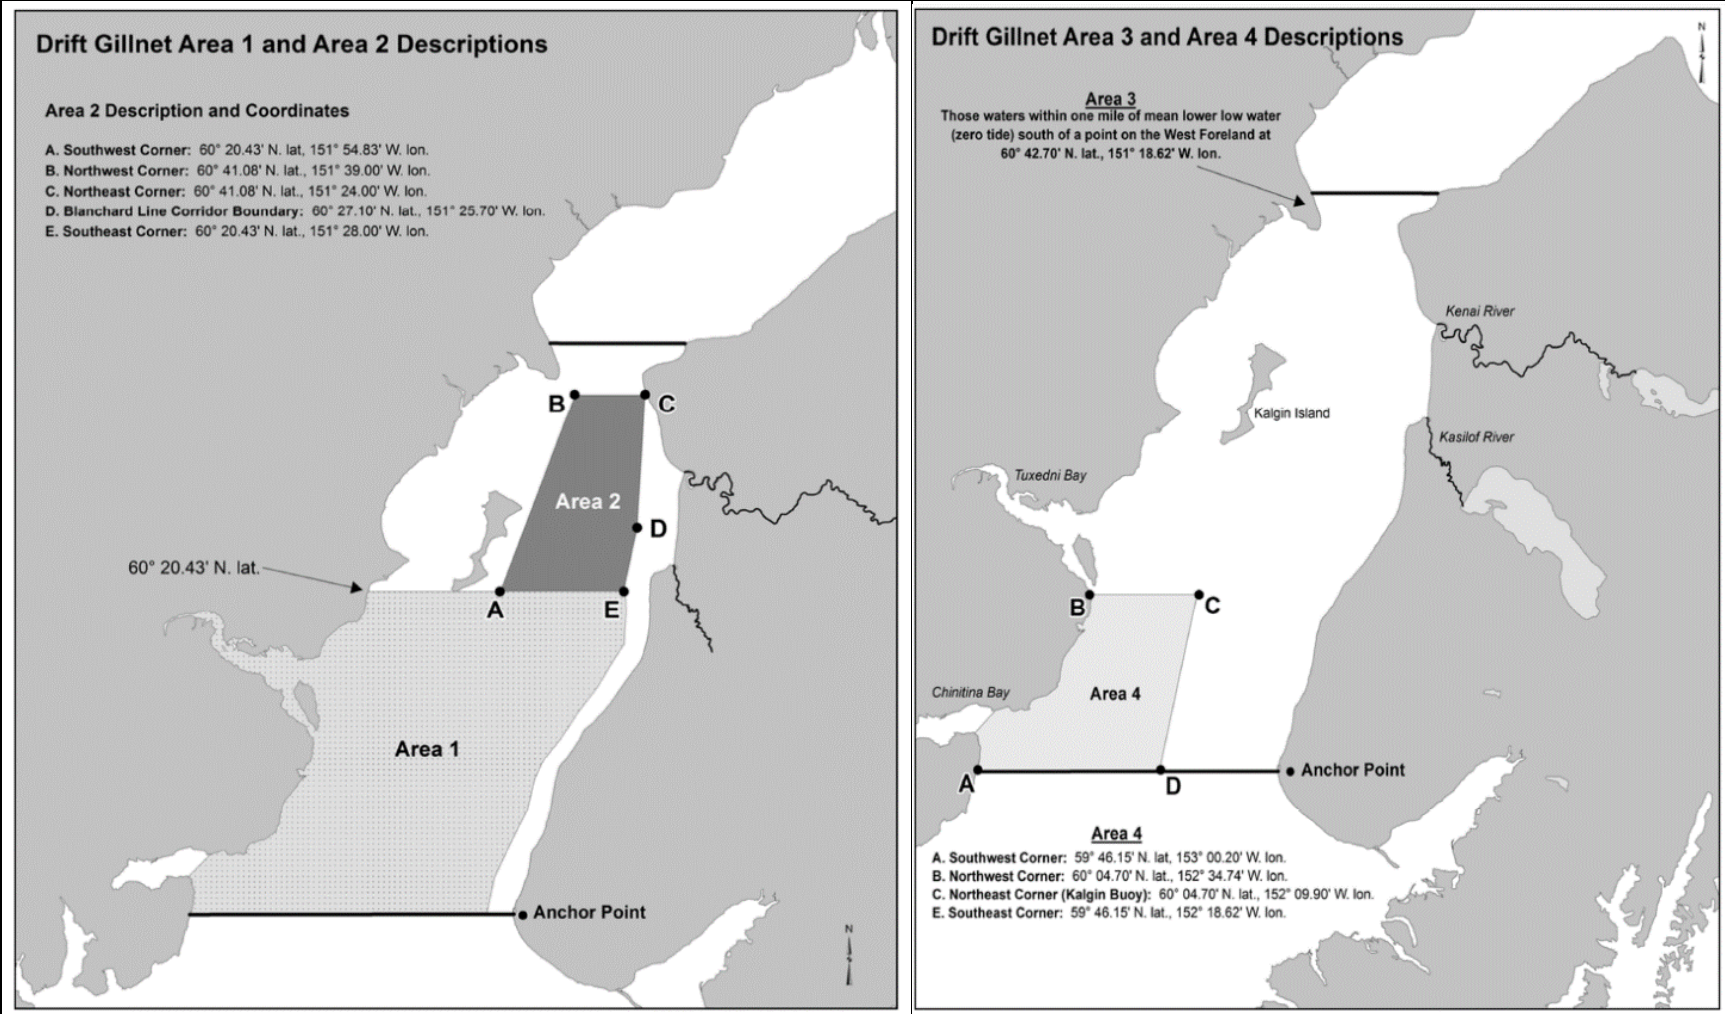 Drift Gillnet Area 1 and Area 2 Descriptions
Area 2 Description and Coordinates
A. Southwest Corner: 60° 20.43' N. lat, 151° 54.83' W. lon.
B. Northwest Corner: 60° 41.08' N. lat., 151° 39.00' W. lon.
C. Northeast Corner: 60° 41.08' N. lat., 151° 24.00' W. lon.
D. Blanchard Line Corridor Boundary: 60° 27.10' N. lat., 151° 25.70' W. lon.
E. Southeast Corner: 60° 20.43' N. lat., 151° 28.00' W. lon.
B
C
Area 2
D
60° 20.43' N. lat.
A
E
Area 1
Anchor Point
N
Drift Gillnet Area 3 and Area 4 Descriptions
N
Area 3
Those waters within one mile of mean lower low water
(zero tide) south of a point on the West Foreland at
60° 42.70' N. lat., 151° 18.62' W. lon.
Kenai River
Kalgin Island
Kasilof River
Tuxedni Bay
B
C
Chinitina Bay
Area 4
A
D
Anchor Point
Area 4
A. Southwest Corner: 59° 46.15' N. lat, 153° 00.20' W. lon.
B. Northwest Corner: 60° 04.70' N. lat., 152° 34.74' W. lon.
C. Northeast Corner (Kalgin Buoy): 60° 04.70' N. lat., 152° 09.90' W. lon.
E. Southeast Corner: 59° 46.15' N. lat., 152° 18.62' W. lon.